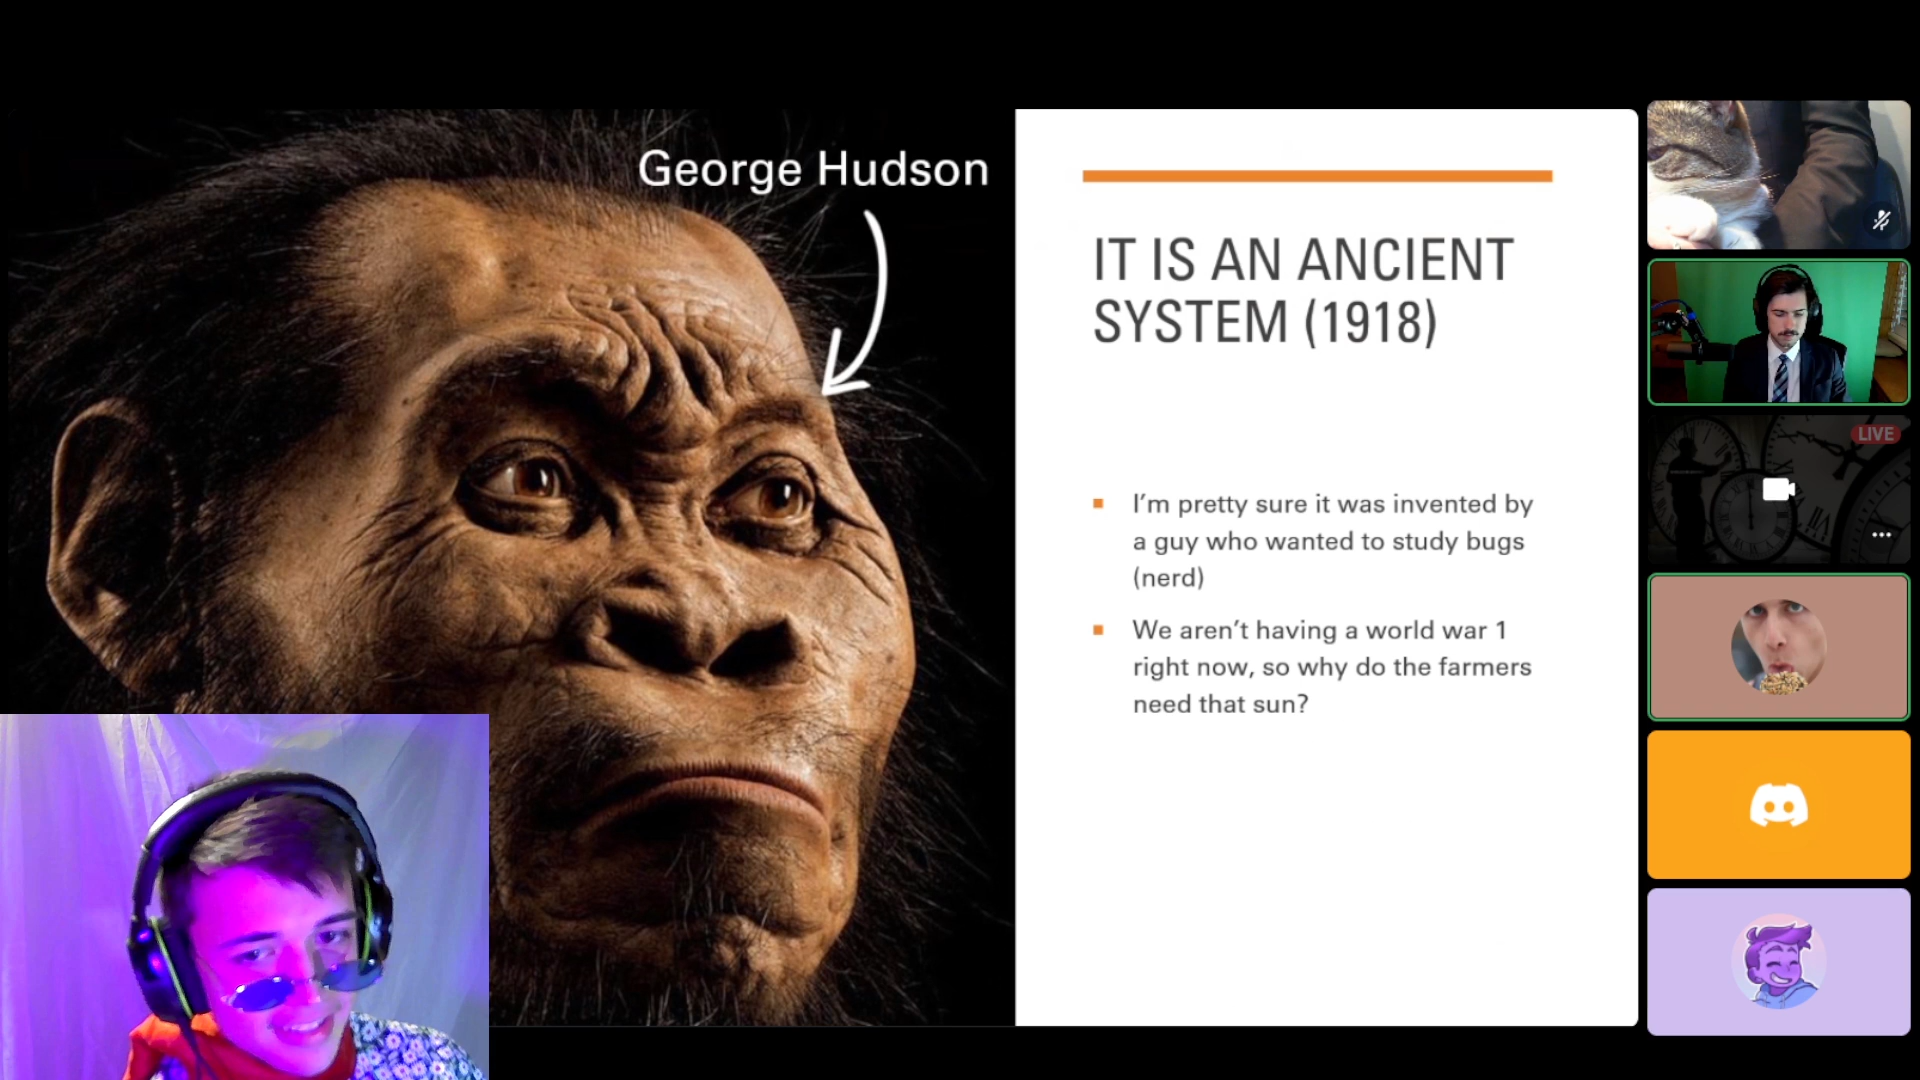 George Hudson
IT IS AN ANCIENT
SYSTEM (1918)
I’m pretty sure it was invented by
a guy who wanted to study bugs
(nerd)
We aren’t having a world war 1
right now, so why do the farmers
need that sun?
LIVE